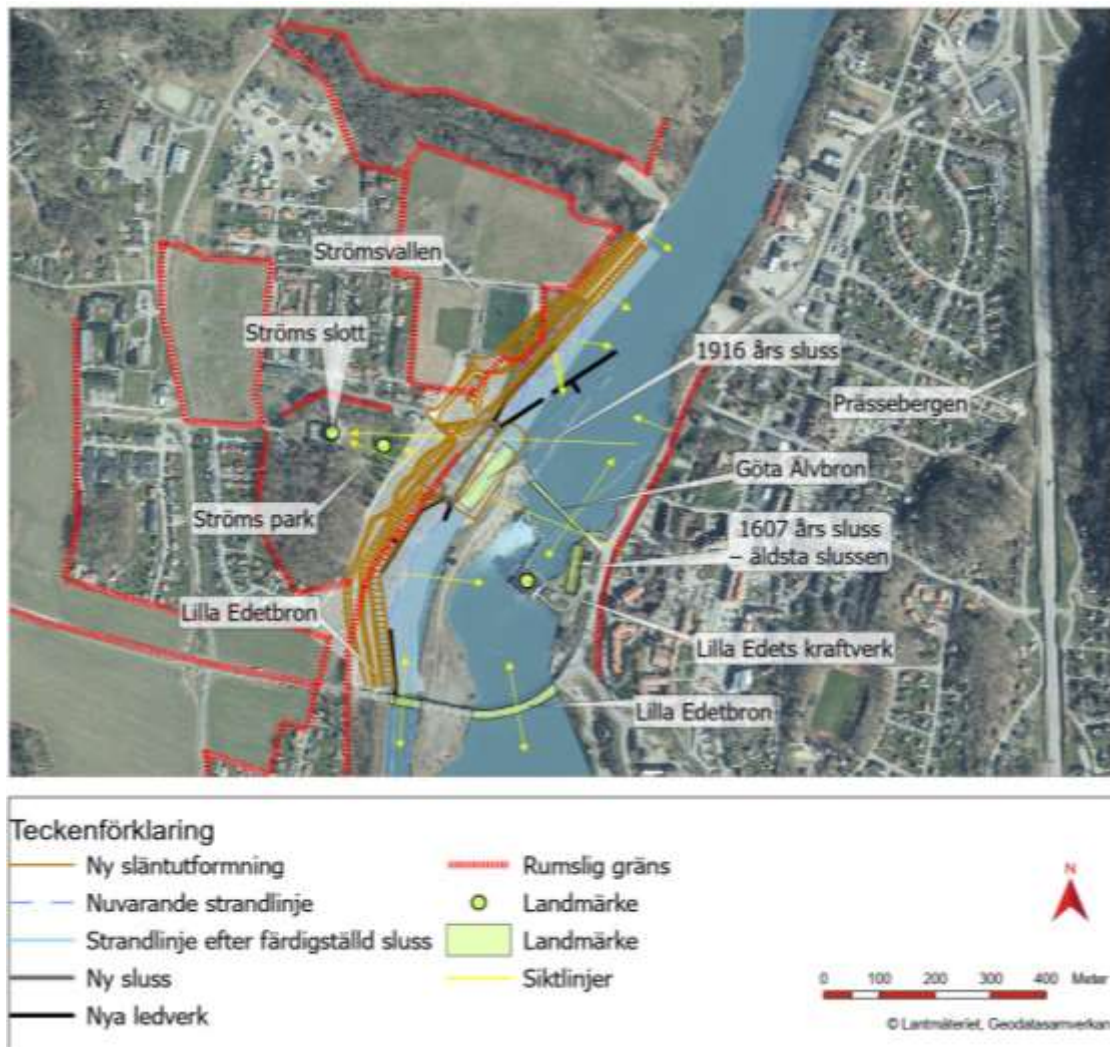 Strömsvallen
Ströms slott
1916 års sluss
Prässebergen
Göta Älvbron
Ströms park
1607 års sluss
– äldsta slussen
Lilla Edetbron
Lilla Edets kraftverk
Lilla Edetbron
Teckenförklaring
Ny släntutformning
Nuvarande strandlinje
Strandlinje efter färdigställd sluss
Ny sluss
Nya ledverk
Rumslig gräns
Landmärke
Landmärke
Siktlinjer
N
0 100 200 300 400 Meter
© Lantmäteriet, Geodatasamverkan